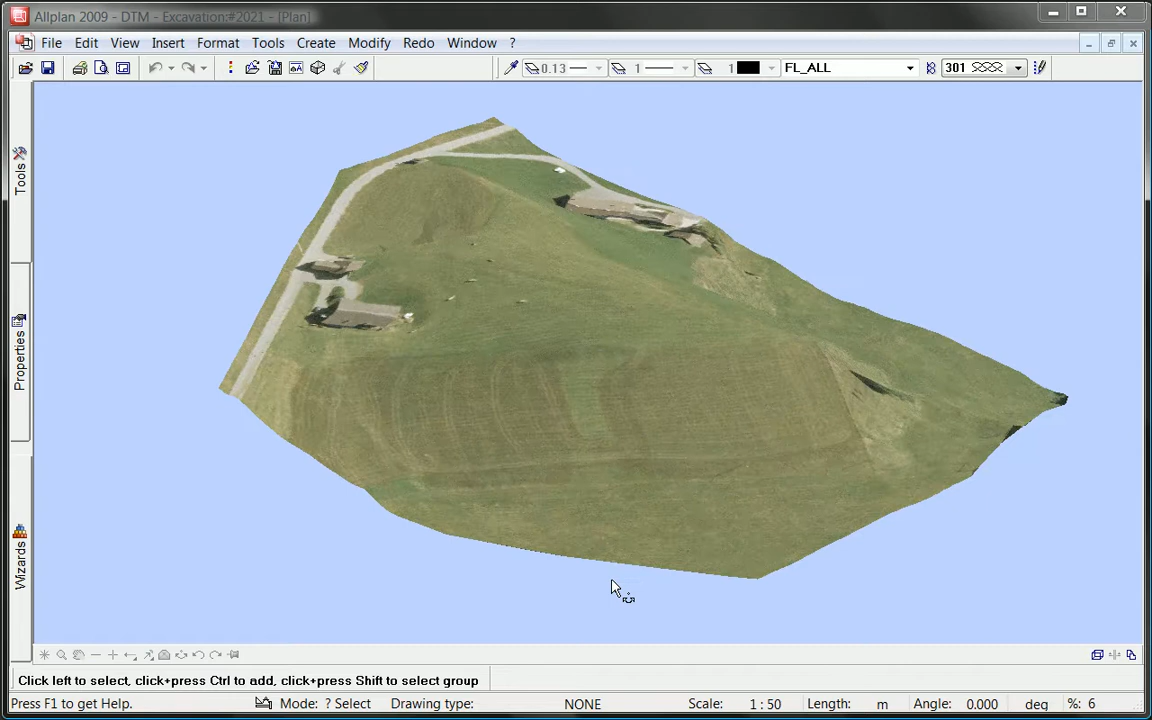 Allplan 2009 - DTM - Excavation:#2021 - [Plan]
File Edit View Insert Format Tools Create Modify Redo Window ?
0.13 1 1 FL_ALL 301
Tools
Properties
Wizards
Click left to select, click+press Ctrl to add, click+press Shift to select group
Press F1 to get Help. Mode: ? Select Drawing type: NONE Scale: 1 : 50 Length: m Angle: 0.000 deg %: 6